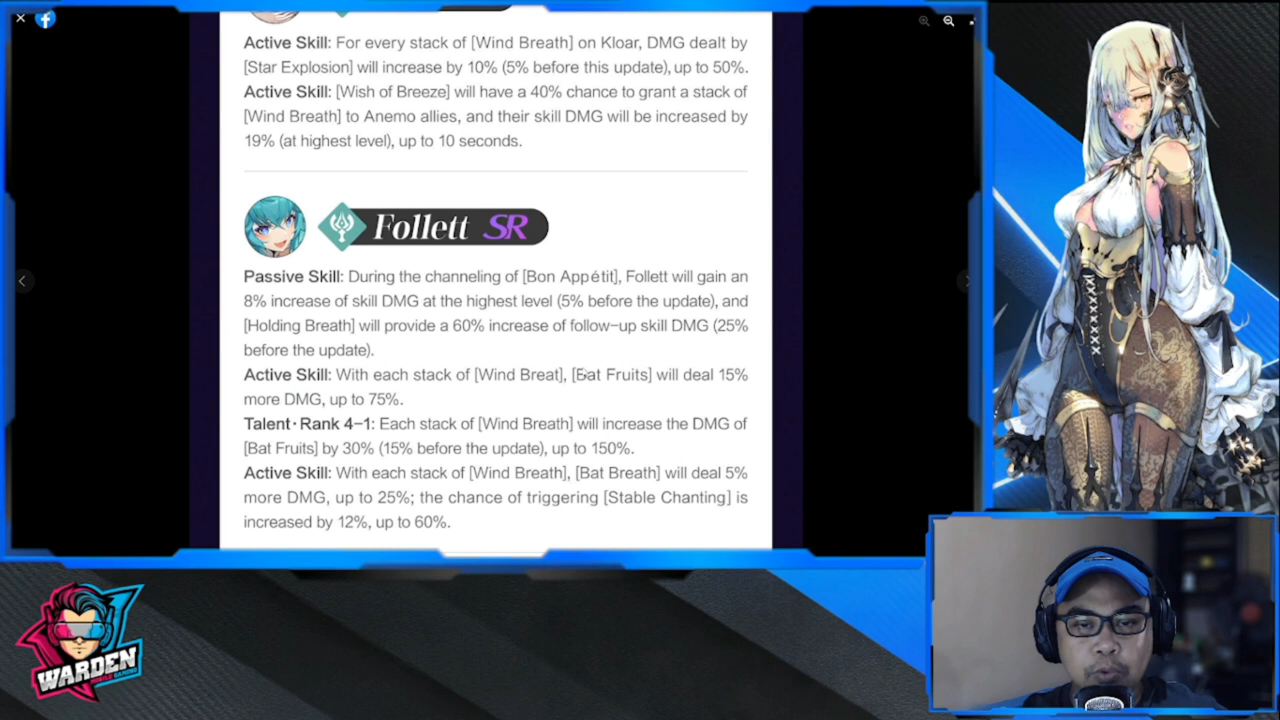 Active Skill: For every stack of [Wind Breath] on Kloar, DMG dealt by
[Star Explosion] will increase by 10% (5% before this update), up to 50%.
Active Skill: [Wish of Breeze] will have a 40% chance to grant a stack of
[Wind Breath] to Anemo allies, and their skill DMG will be increased by
19% (at highest level), up to 10 seconds.
Follett SR
Passive Skill: During the channeling of [Bon Appétit], Follett will gain an
8% increase of skill DMG at the highest level (5% before the update), and
[Holding Breath] will provide a 60% increase of follow-up skill DMG (25%
before the update).
Active Skill: With each stack of [Wind Breat], [Bat Fruits] will deal 15%
more DMG, up to 75%.
Talent·Rank 4-1: Each stack of [Wind Breath] will increase the DMG of
[Bat Fruits] by 30% (15% before the update), up to 150%.
Active Skill: With each stack of [Wind Breath], [Bat Breath] will deal 5%
more DMG, up to 25%; the chance of triggering [Stable Chanting] is
increased by 12%, up to 60%.
WARDEN
MOBILE GAMING